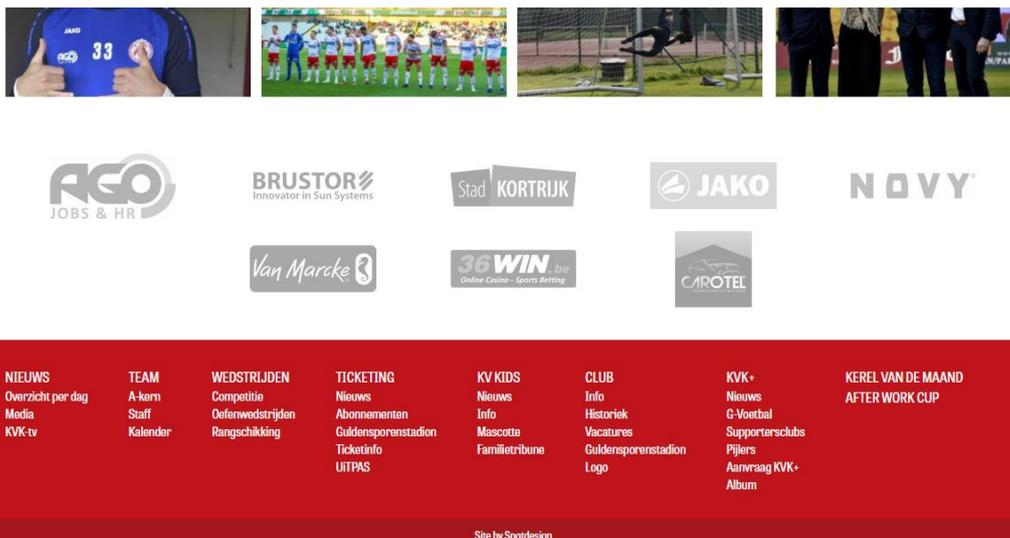 JAKO
AGO
33
AGO
JOBS & HR
BRUSTOR
Innovator in Sun Systems
Stad KORTRIJK
JAKO
NOVY
Van Marcke
36WIN.be
Online Casino - Sports Betting
CAROTEL
NIEUWS
Overzicht per dag
Media
KVK-tv
TEAM
A-kern
Staff
Kalender
WEDSTRIJDEN
Competitie
Oefenwedstrijden
Rangschikking
TICKETING
Nieuws
Abonnementen
Guldensporenstadion
Ticketinfo
UiTPAS
KV KIDS
Nieuws
Info
Mascotte
Familietribune
CLUB
Info
Historiek
Vacatures
Guldensporenstadion
Logo
KVK+
Nieuws
G-Voetbal
Supportersclubs
Pijlers
Aanvraag KVK+
Album
KEREL VAN DE MAAND
AFTER WORK CUP
Site by Spotdesign